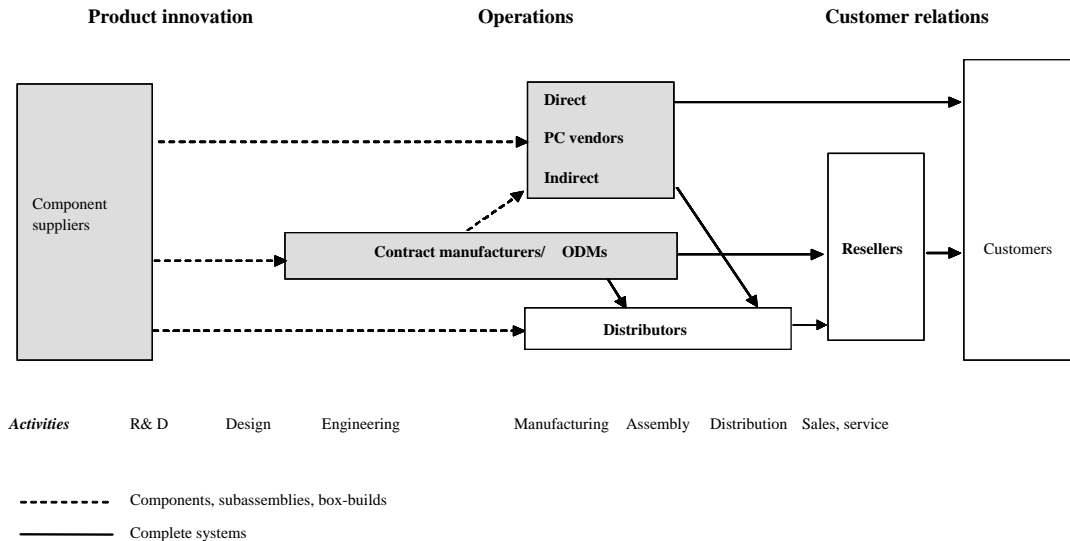 Product innovation Operations Customer relations
Direct
PC vendors
Indirect
Component
suppliers
Contract manufacturers/ ODMs
Resellers
Customers
Distributors
Activities R& D Design Engineering Manufacturing Assembly Distribution Sales, service
Components, subassemblies, box-builds
Complete systems